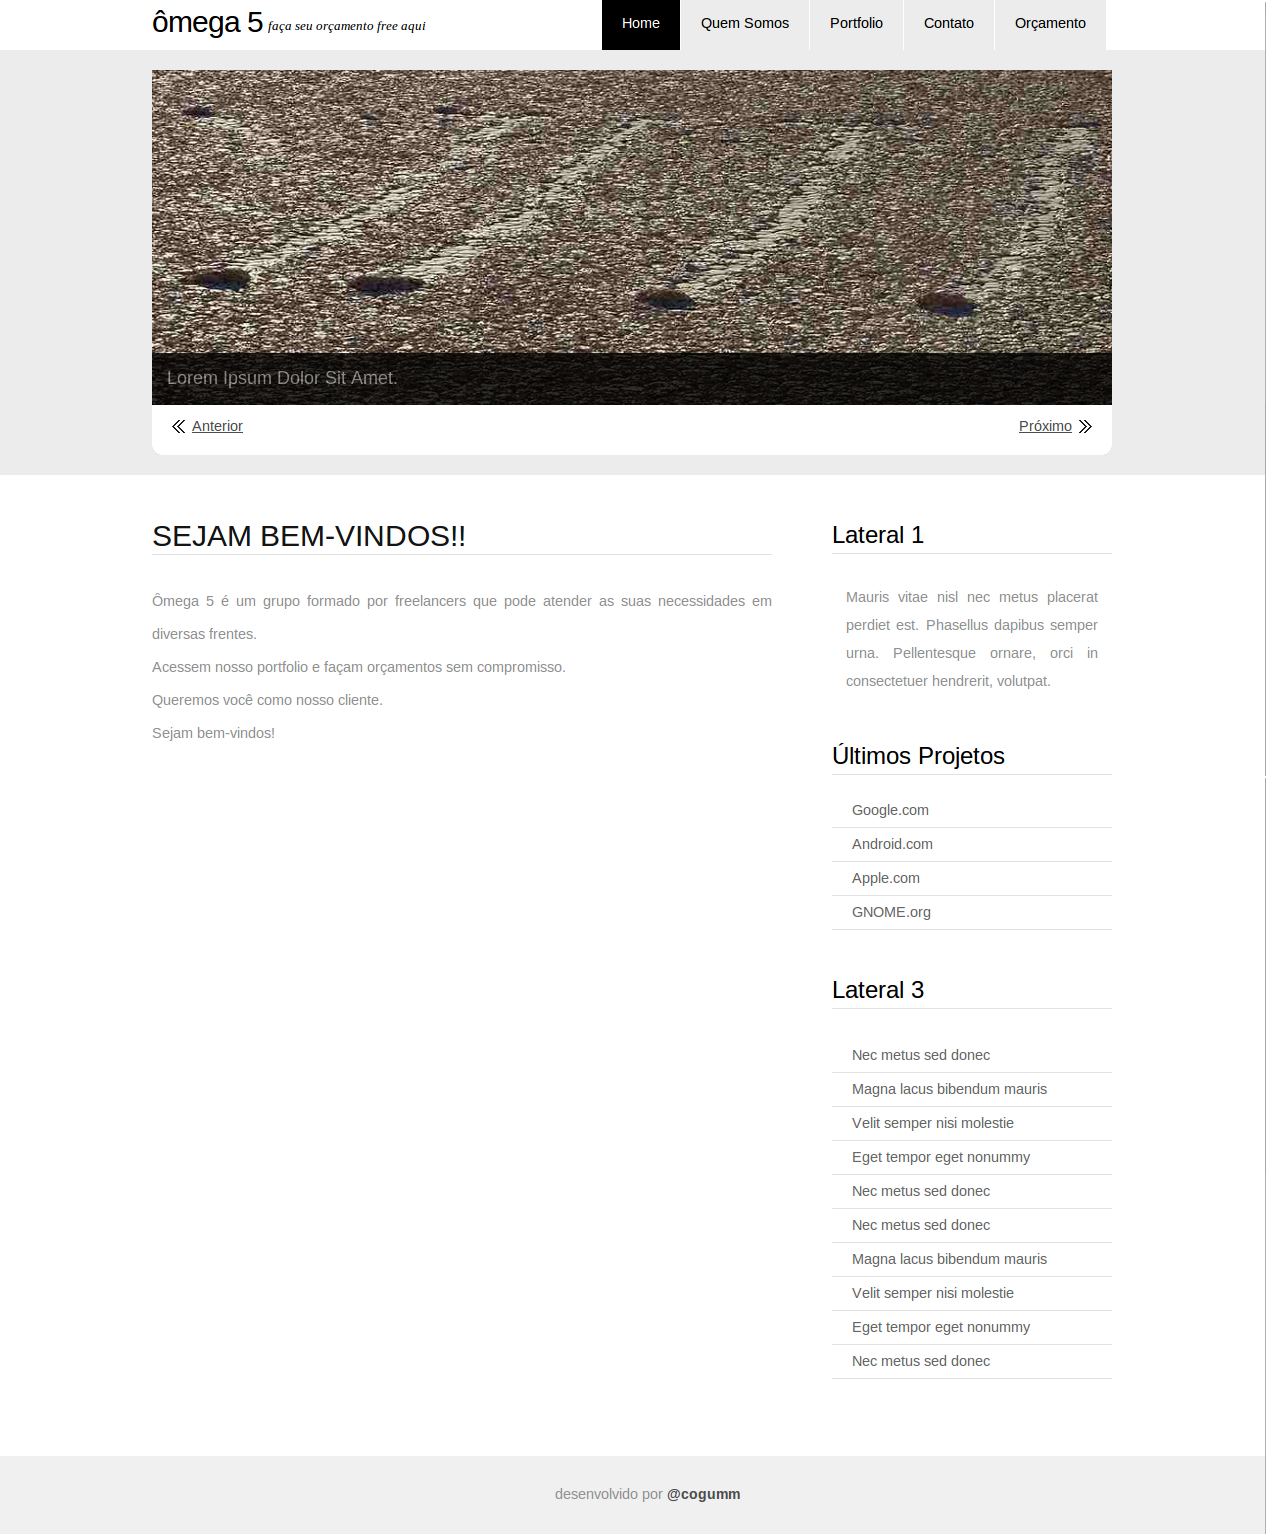 ômega 5 faça seu orçamento free aqui
Home Quem Somos Portfolio Contato Orçamento
Lorem Ipsum Dolor Sit Amet.
Anterior Próximo
SEJAM BEM-VINDOS!!
Ômega 5 é um grupo formado por freelancers que pode atender as suas necessidades em
diversas frentes.
Acessem nosso portfolio e façam orçamentos sem compromisso.
Queremos você como nosso cliente.
Sejam bem-vindos!
Lateral 1
Mauris vitae nisl nec metus placerat
perdiet est. Phasellus dapibus semper
urna. Pellentesque ornare, orci in
consectetuer hendrerit, volutpat.
Últimos Projetos
Google.com
Android.com
Apple.com
GNOME.org
Lateral 3
Nec metus sed donec
Magna lacus bibendum mauris
Velit semper nisi molestie
Eget tempor eget nonummy
Nec metus sed donec
Nec metus sed donec
Magna lacus bibendum mauris
Velit semper nisi molestie
Eget tempor eget nonummy
Nec metus sed donec
desenvolvido por @cogumm